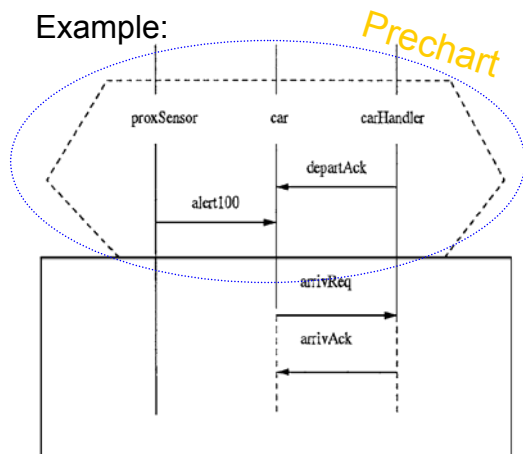 Example:
Prechart
proxSensor car carHandler
departAck
alert100
arrivReq
arrivAck